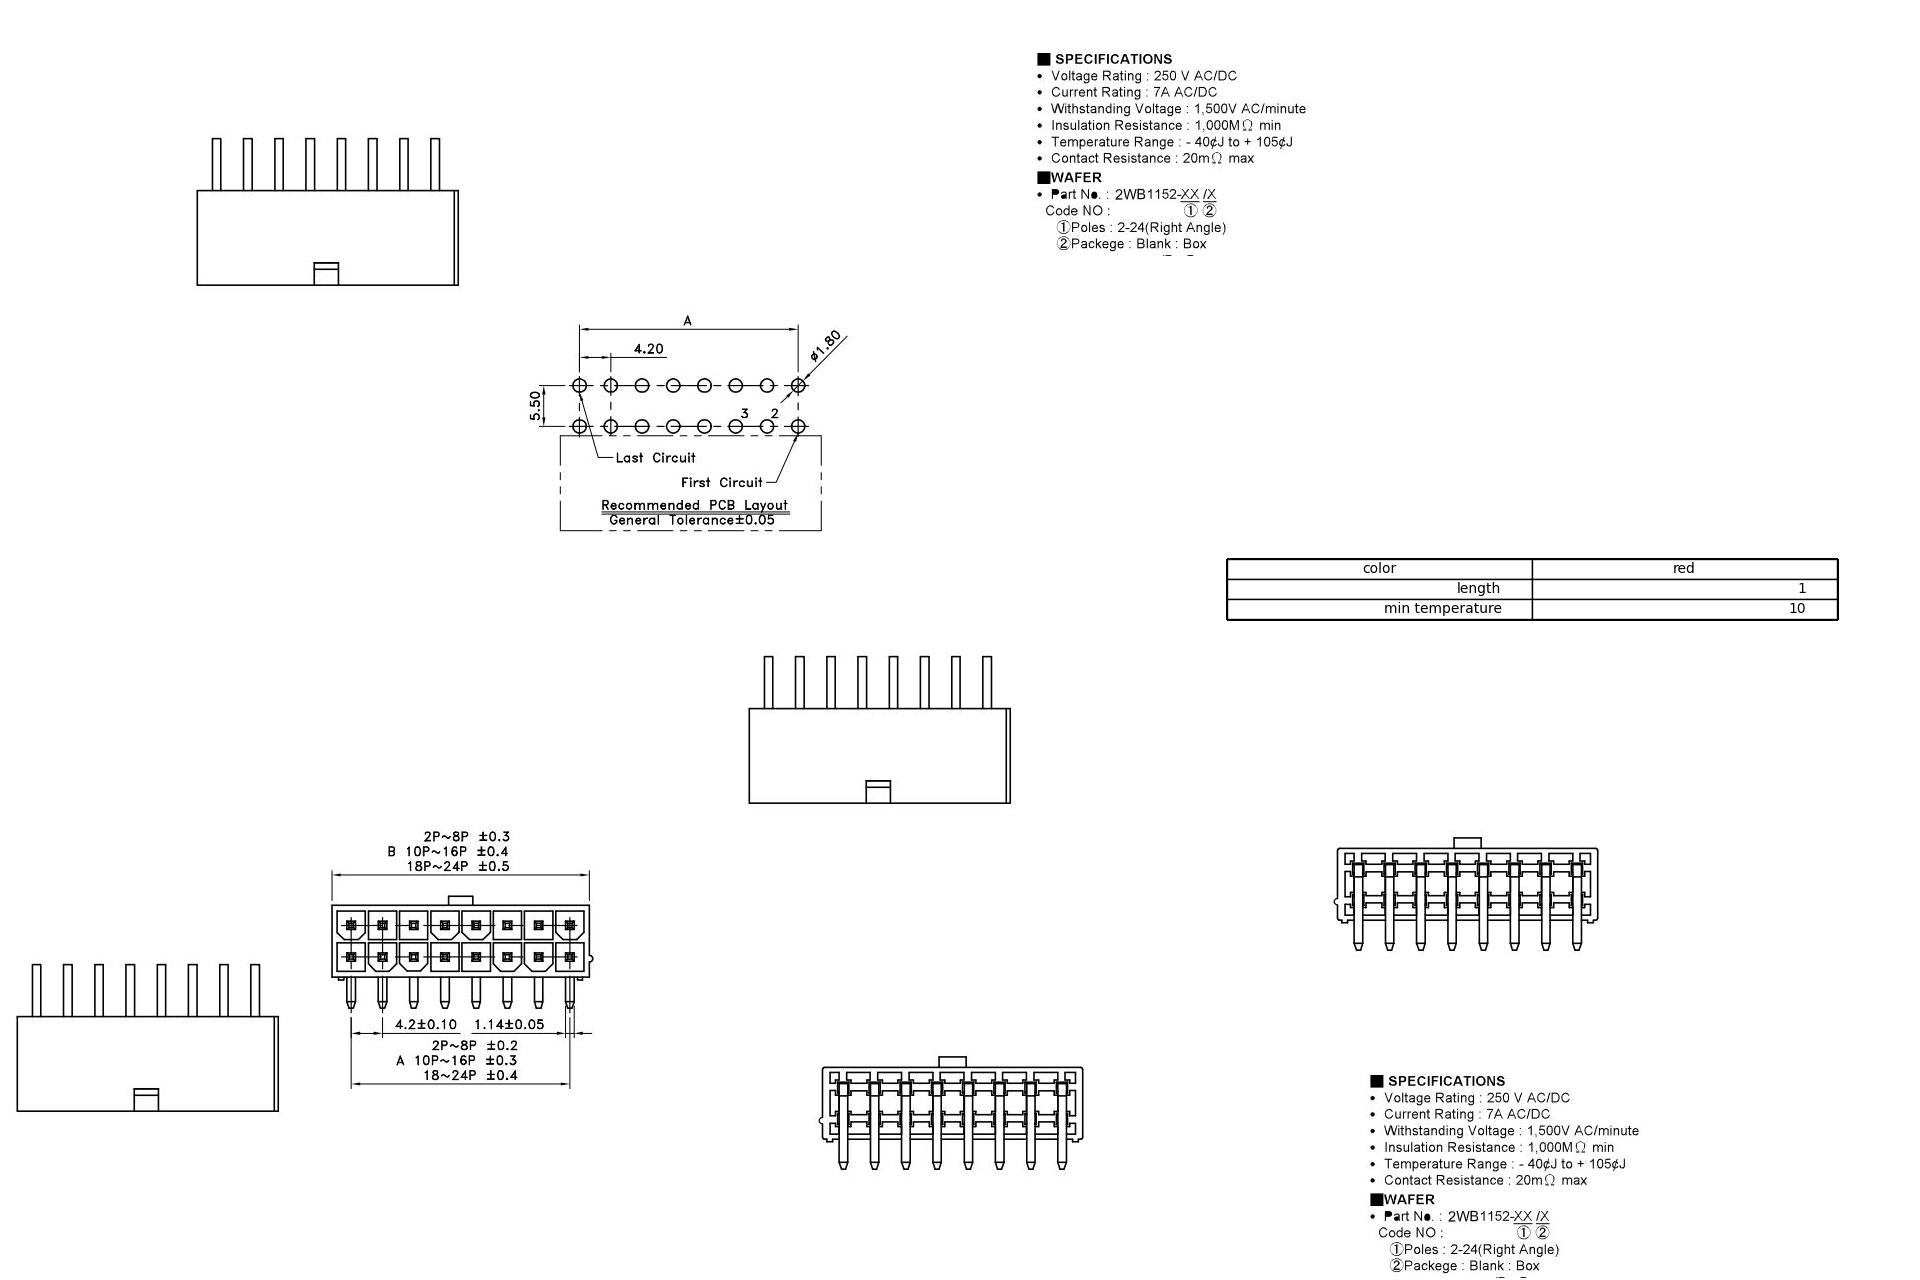 ■ SPECIFICATIONS
• Voltage Rating : 250 V AC/DC
• Current Rating : 7A AC/DC
• Withstanding Voltage : 1,500V AC/minute
• Insulation Resistance : 1,000MΩ min
• Temperature Range : - 40¢J to + 105¢J
• Contact Resistance : 20mΩ max
■WAFER
• Part No. : 2WB1152-XX /X
Code NO : ① ②
①Poles : 2-24(Right Angle)
②Packege : Blank : Box
A
4.20
ø1.80
5.50
3 2
Last Circuit
First Circuit
Recommended PCB Layout
General Tolerance±0.05
color red
length 1
min temperature 10
2P~8P ±0.3
B 10P~16P ±0.4
18P~24P ±0.5
4.2±0.10 1.14±0.05
2P~8P ±0.2
A 10P~16P ±0.3
18~24P ±0.4
■ SPECIFICATIONS
• Voltage Rating : 250 V AC/DC
• Current Rating : 7A AC/DC
• Withstanding Voltage : 1,500V AC/minute
• Insulation Resistance : 1,000MΩ min
• Temperature Range : - 40¢J to + 105¢J
• Contact Resistance : 20mΩ max
■WAFER
• Part No. : 2WB1152-XX /X
Code NO : ① ②
①Poles : 2-24(Right Angle)
②Packege : Blank : Box